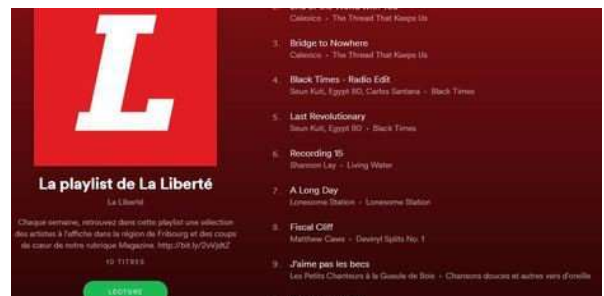 L
La playlist de La Liberté
La Liberté
Chaque semaine, retrouvez dans cette playlist une sélection
des artistes à l'affiche dans la région de Fribourg et des coups
de cœur de notre rubrique Magazine.
10 TITRES
LECTURE
Calexico • The Thread That Keeps Us
3. Bridge to Nowhere
Calexico • The Thread That Keeps Us
4. Black Times - Radio Edit
Seun Kuti, Egypt 80, Carlos Santana • Black Times
5. Last Revolutionary
Seun Kuti, Egypt 80 • Black Times
6. Recording 15
Shannon Lay • Living Water
7. A Long Day
Lonesome Station • Lonesome Station
8. Fiscal Cliff
Matthew Caws • Devinyl Splits No. 1
9. J'aime pas les becs
Les Petits Chanteurs à la Gueule de Bois • Chansons douces et autres vers d'oreille